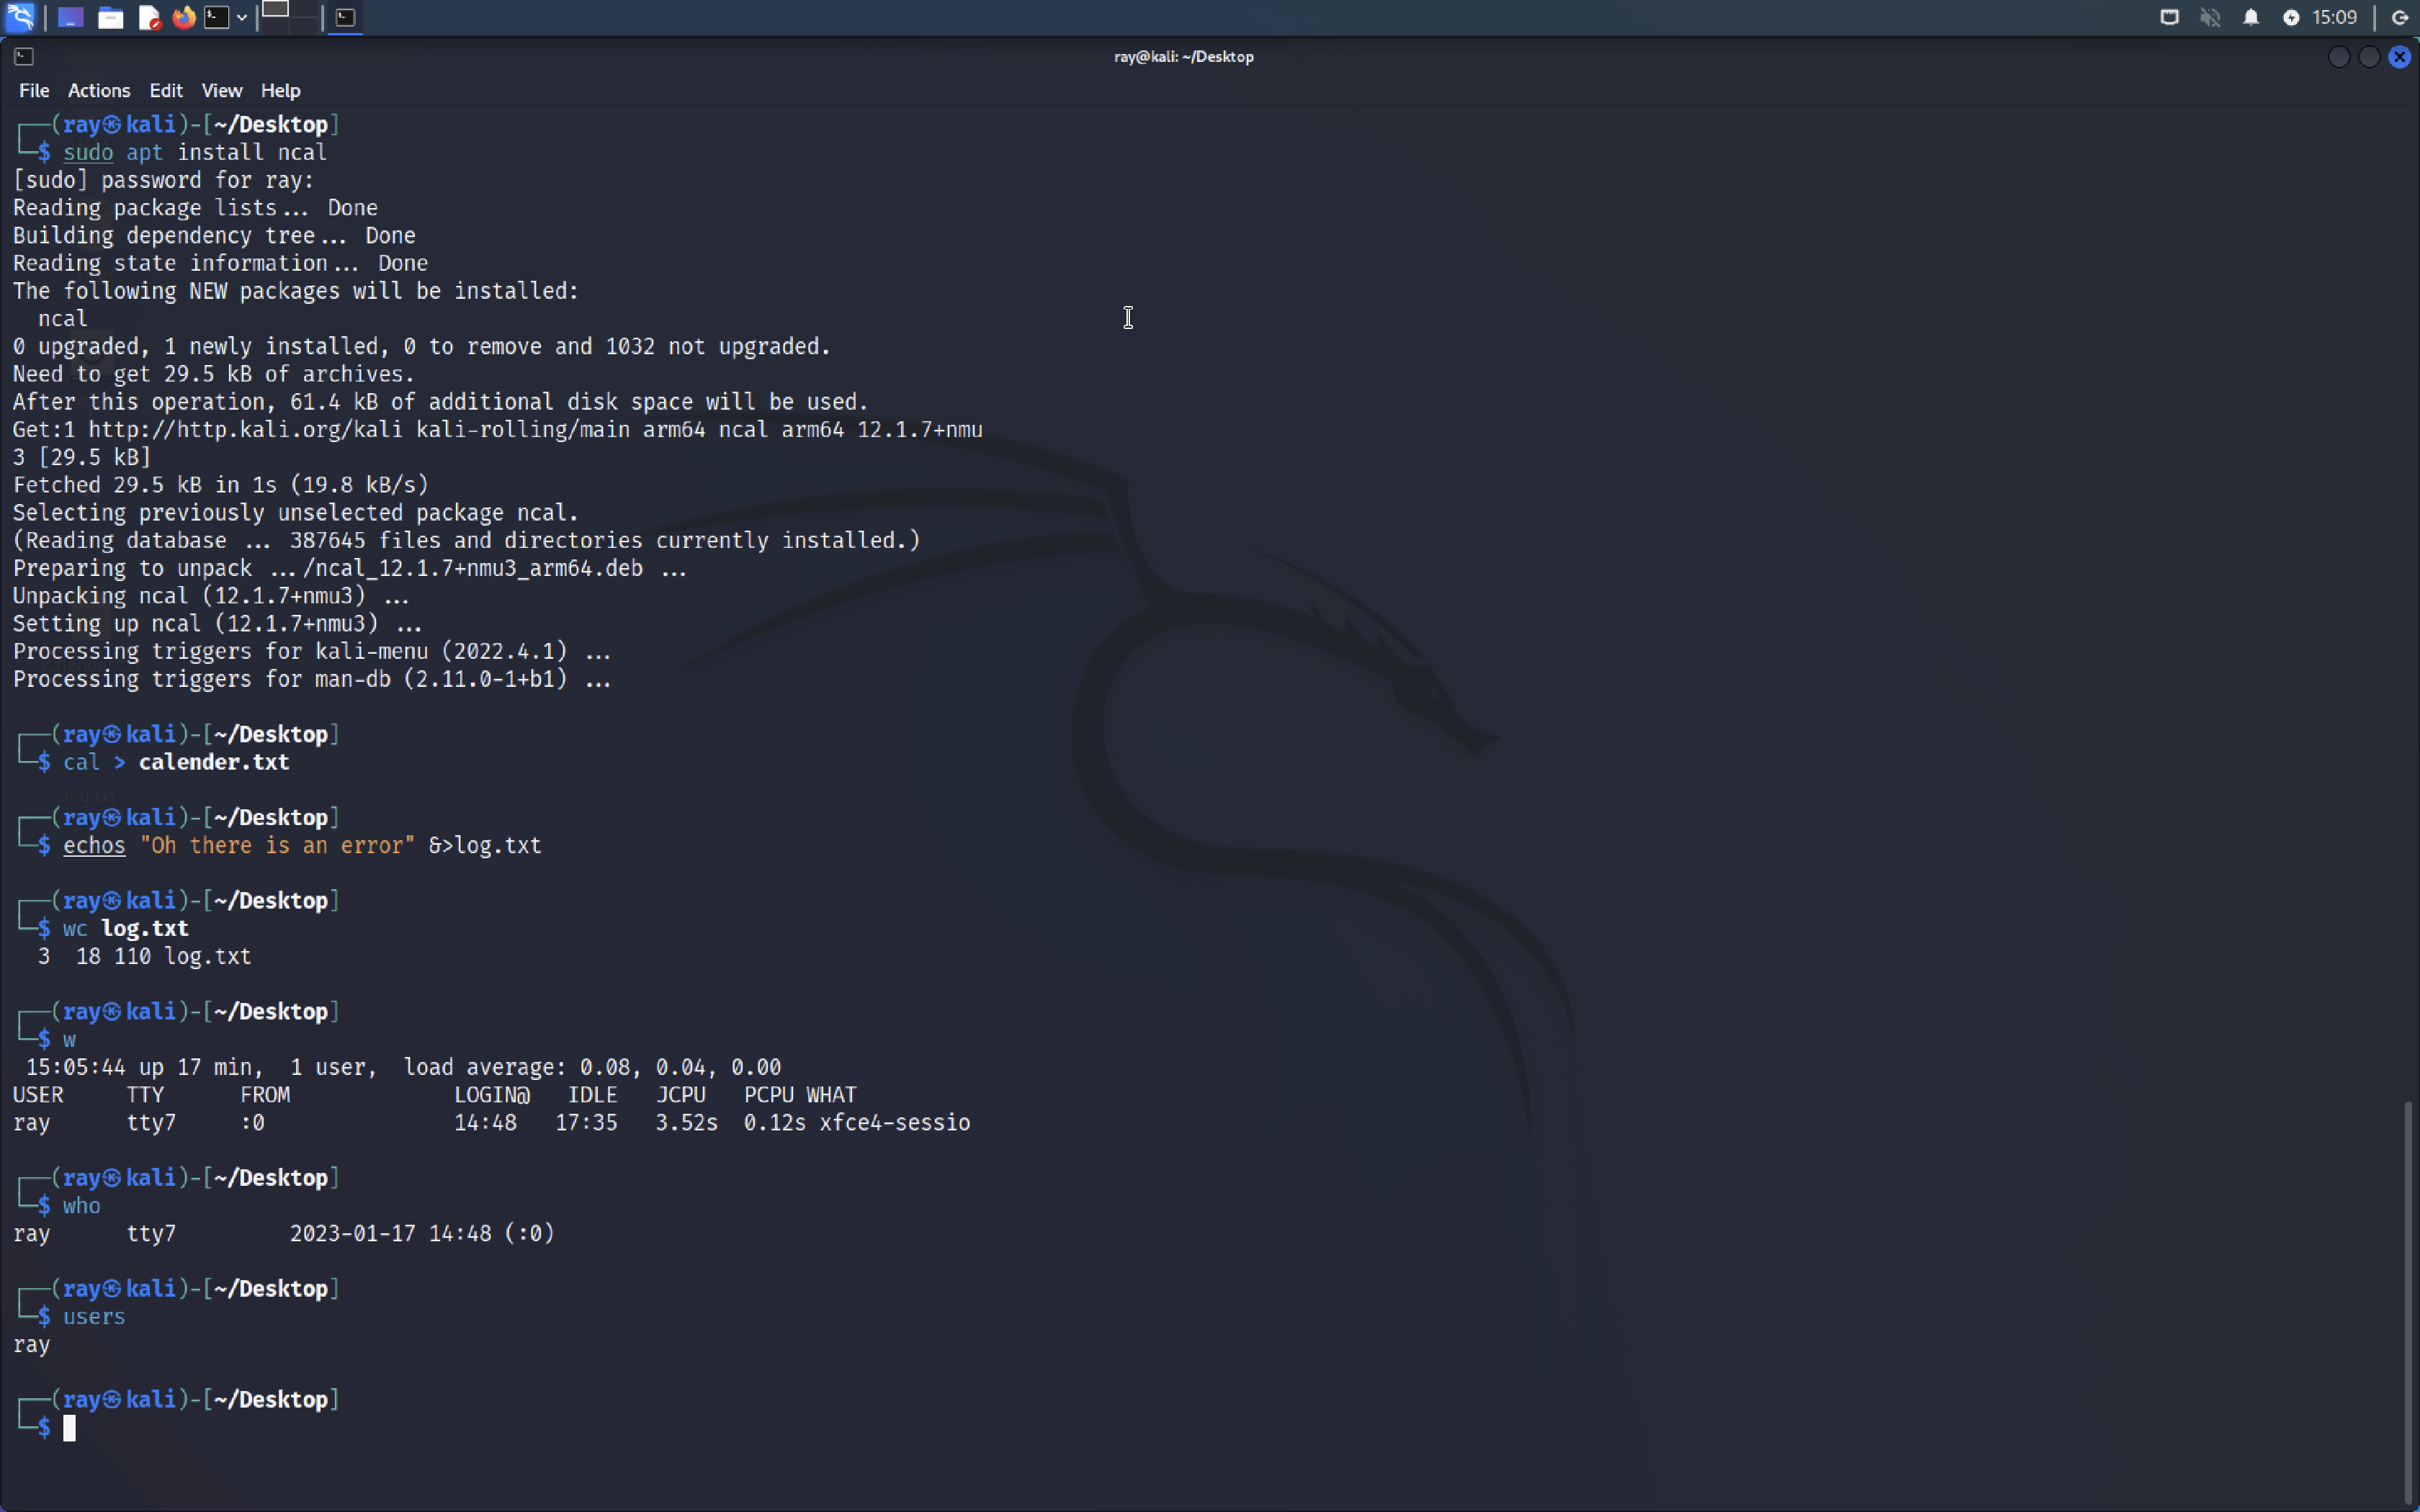 15:09
ray@kali: ~/Desktop
File Actions Edit View Help
┌──(ray㉿kali)-[~/Desktop]
└─$ sudo apt install ncal
[sudo] password for ray:
Reading package lists... Done
Building dependency tree... Done
Reading state information... Done
The following NEW packages will be installed:
  ncal
0 upgraded, 1 newly installed, 0 to remove and 1032 not upgraded.
Need to get 29.5 kB of archives.
After this operation, 61.4 kB of additional disk space will be used.
Get:1 http://http.kali.org/kali kali-rolling/main arm64 ncal arm64 12.1.7+nmu
3 [29.5 kB]
Fetched 29.5 kB in 1s (19.8 kB/s)
Selecting previously unselected package ncal.
(Reading database ... 387645 files and directories currently installed.)
Preparing to unpack .../ncal_12.1.7+nmu3_arm64.deb ...
Unpacking ncal (12.1.7+nmu3) ...
Setting up ncal (12.1.7+nmu3) ...
Processing triggers for kali-menu (2022.4.1) ...
Processing triggers for man-db (2.11.0-1+b1) ...
┌──(ray㉿kali)-[~/Desktop]
└─$ cal > calender.txt
log.txt
┌──(ray㉿kali)-[~/Desktop]
└─$ echos "Oh there is an error" &>log.txt
┌──(ray㉿kali)-[~/Desktop]
└─$ wc log.txt
  3  18 110 log.txt
┌──(ray㉿kali)-[~/Desktop]
└─$ w
 15:05:44 up 17 min,  1 user,  load average: 0.08, 0.04, 0.00
USER     TTY      FROM             LOGIN@   IDLE   JCPU   PCPU WHAT
ray      tty7     :0               14:48   17:35   3.52s  0.12s xfce4-sessio
┌──(ray㉿kali)-[~/Desktop]
└─$ who
ray      tty7         2023-01-17 14:48 (:0)
┌──(ray㉿kali)-[~/Desktop]
└─$ users
ray
┌──(ray㉿kali)-[~/Desktop]
└─$